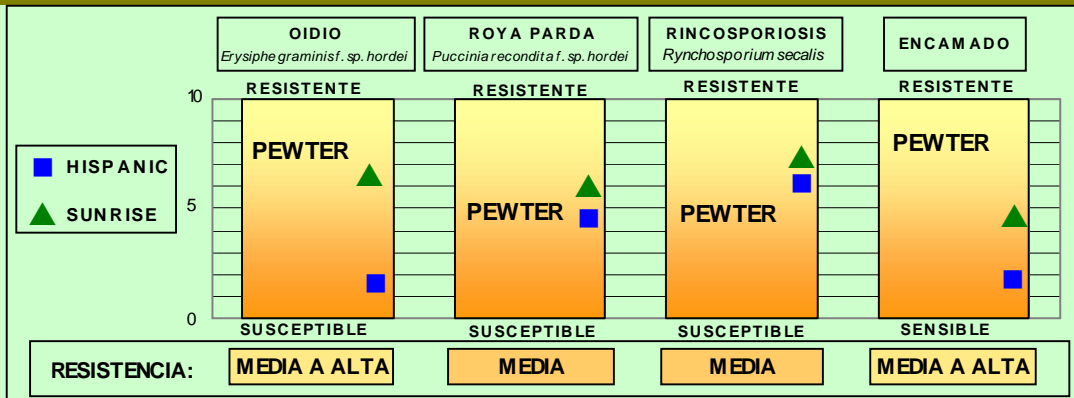 OIDIO
Erysiphe graminis f. sp. hordei
ROYA PARDA
Puccinia recondita f. sp. hordei
RINCOSPORIOSIS
Rynchosporium secalis
ENCAMADO
RESISTENTE
RESISTENTE
RESISTENTE
RESISTENTE
10
5
0
HISPANIC
SUNRISE
PEWTER
PEWTER
PEWTER
PEWTER
SUSCEPTIBLE
SUSCEPTIBLE
SUSCEPTIBLE
SENSIBLE
RESISTENCIA:
MEDIA A ALTA
MEDIA
MEDIA
MEDIA A ALTA